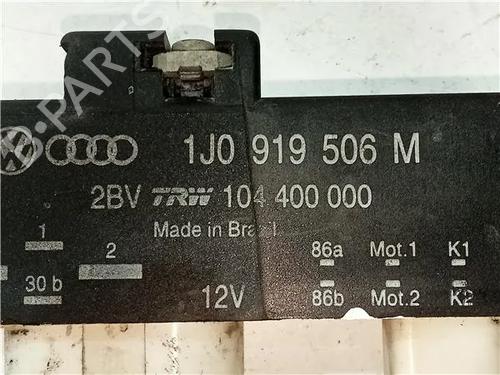 1J0 919 506 M
2BV TRW 104 400 000
Made in Brazil
1
2
86a Mot.1 K1
30 b
12V
86b Mot.2 K2
B-PARTS